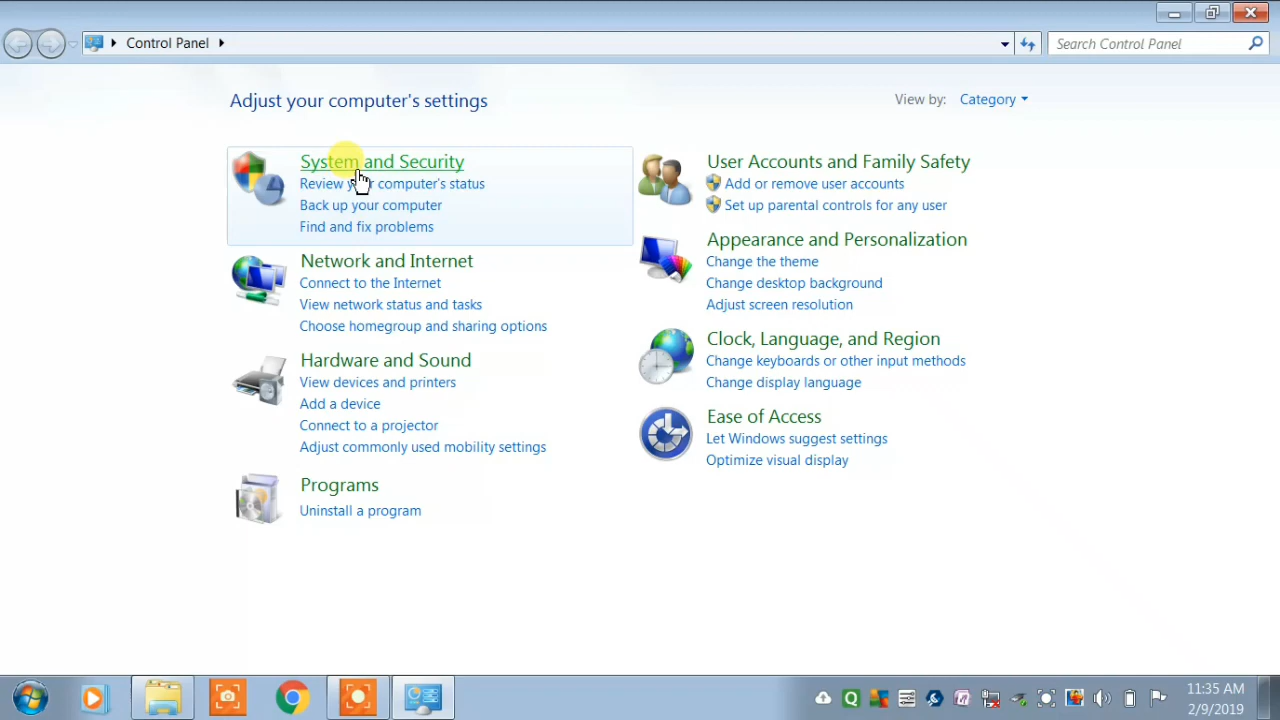 Control Panel
Search Control Panel
Adjust your computer's settings
View by: Category
System and Security
Review your computer's status
Back up your computer
Find and fix problems
Network and Internet
Connect to the Internet
View network status and tasks
Choose homegroup and sharing options
Hardware and Sound
View devices and printers
Add a device
Connect to a projector
Adjust commonly used mobility settings
Programs
Uninstall a program
User Accounts and Family Safety
Add or remove user accounts
Set up parental controls for any user
Appearance and Personalization
Change the theme
Change desktop background
Adjust screen resolution
Clock, Language, and Region
Change keyboards or other input methods
Change display language
Ease of Access
Let Windows suggest settings
Optimize visual display
11:35 AM
2/9/2019